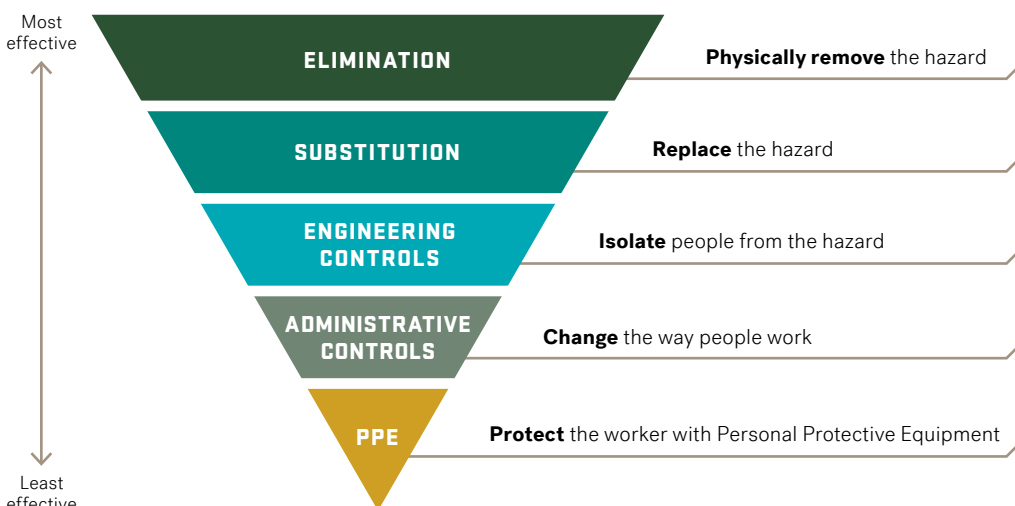 Most
effective
ELIMINATION
Physically remove the hazard
SUBSTITUTION
Replace the hazard
ENGINEERING
CONTROLS
Isolate people from the hazard
ADMINISTRATIVE
CONTROLS
Change the way people work
PPE
Protect the worker with Personal Protective Equipment
Least
effective